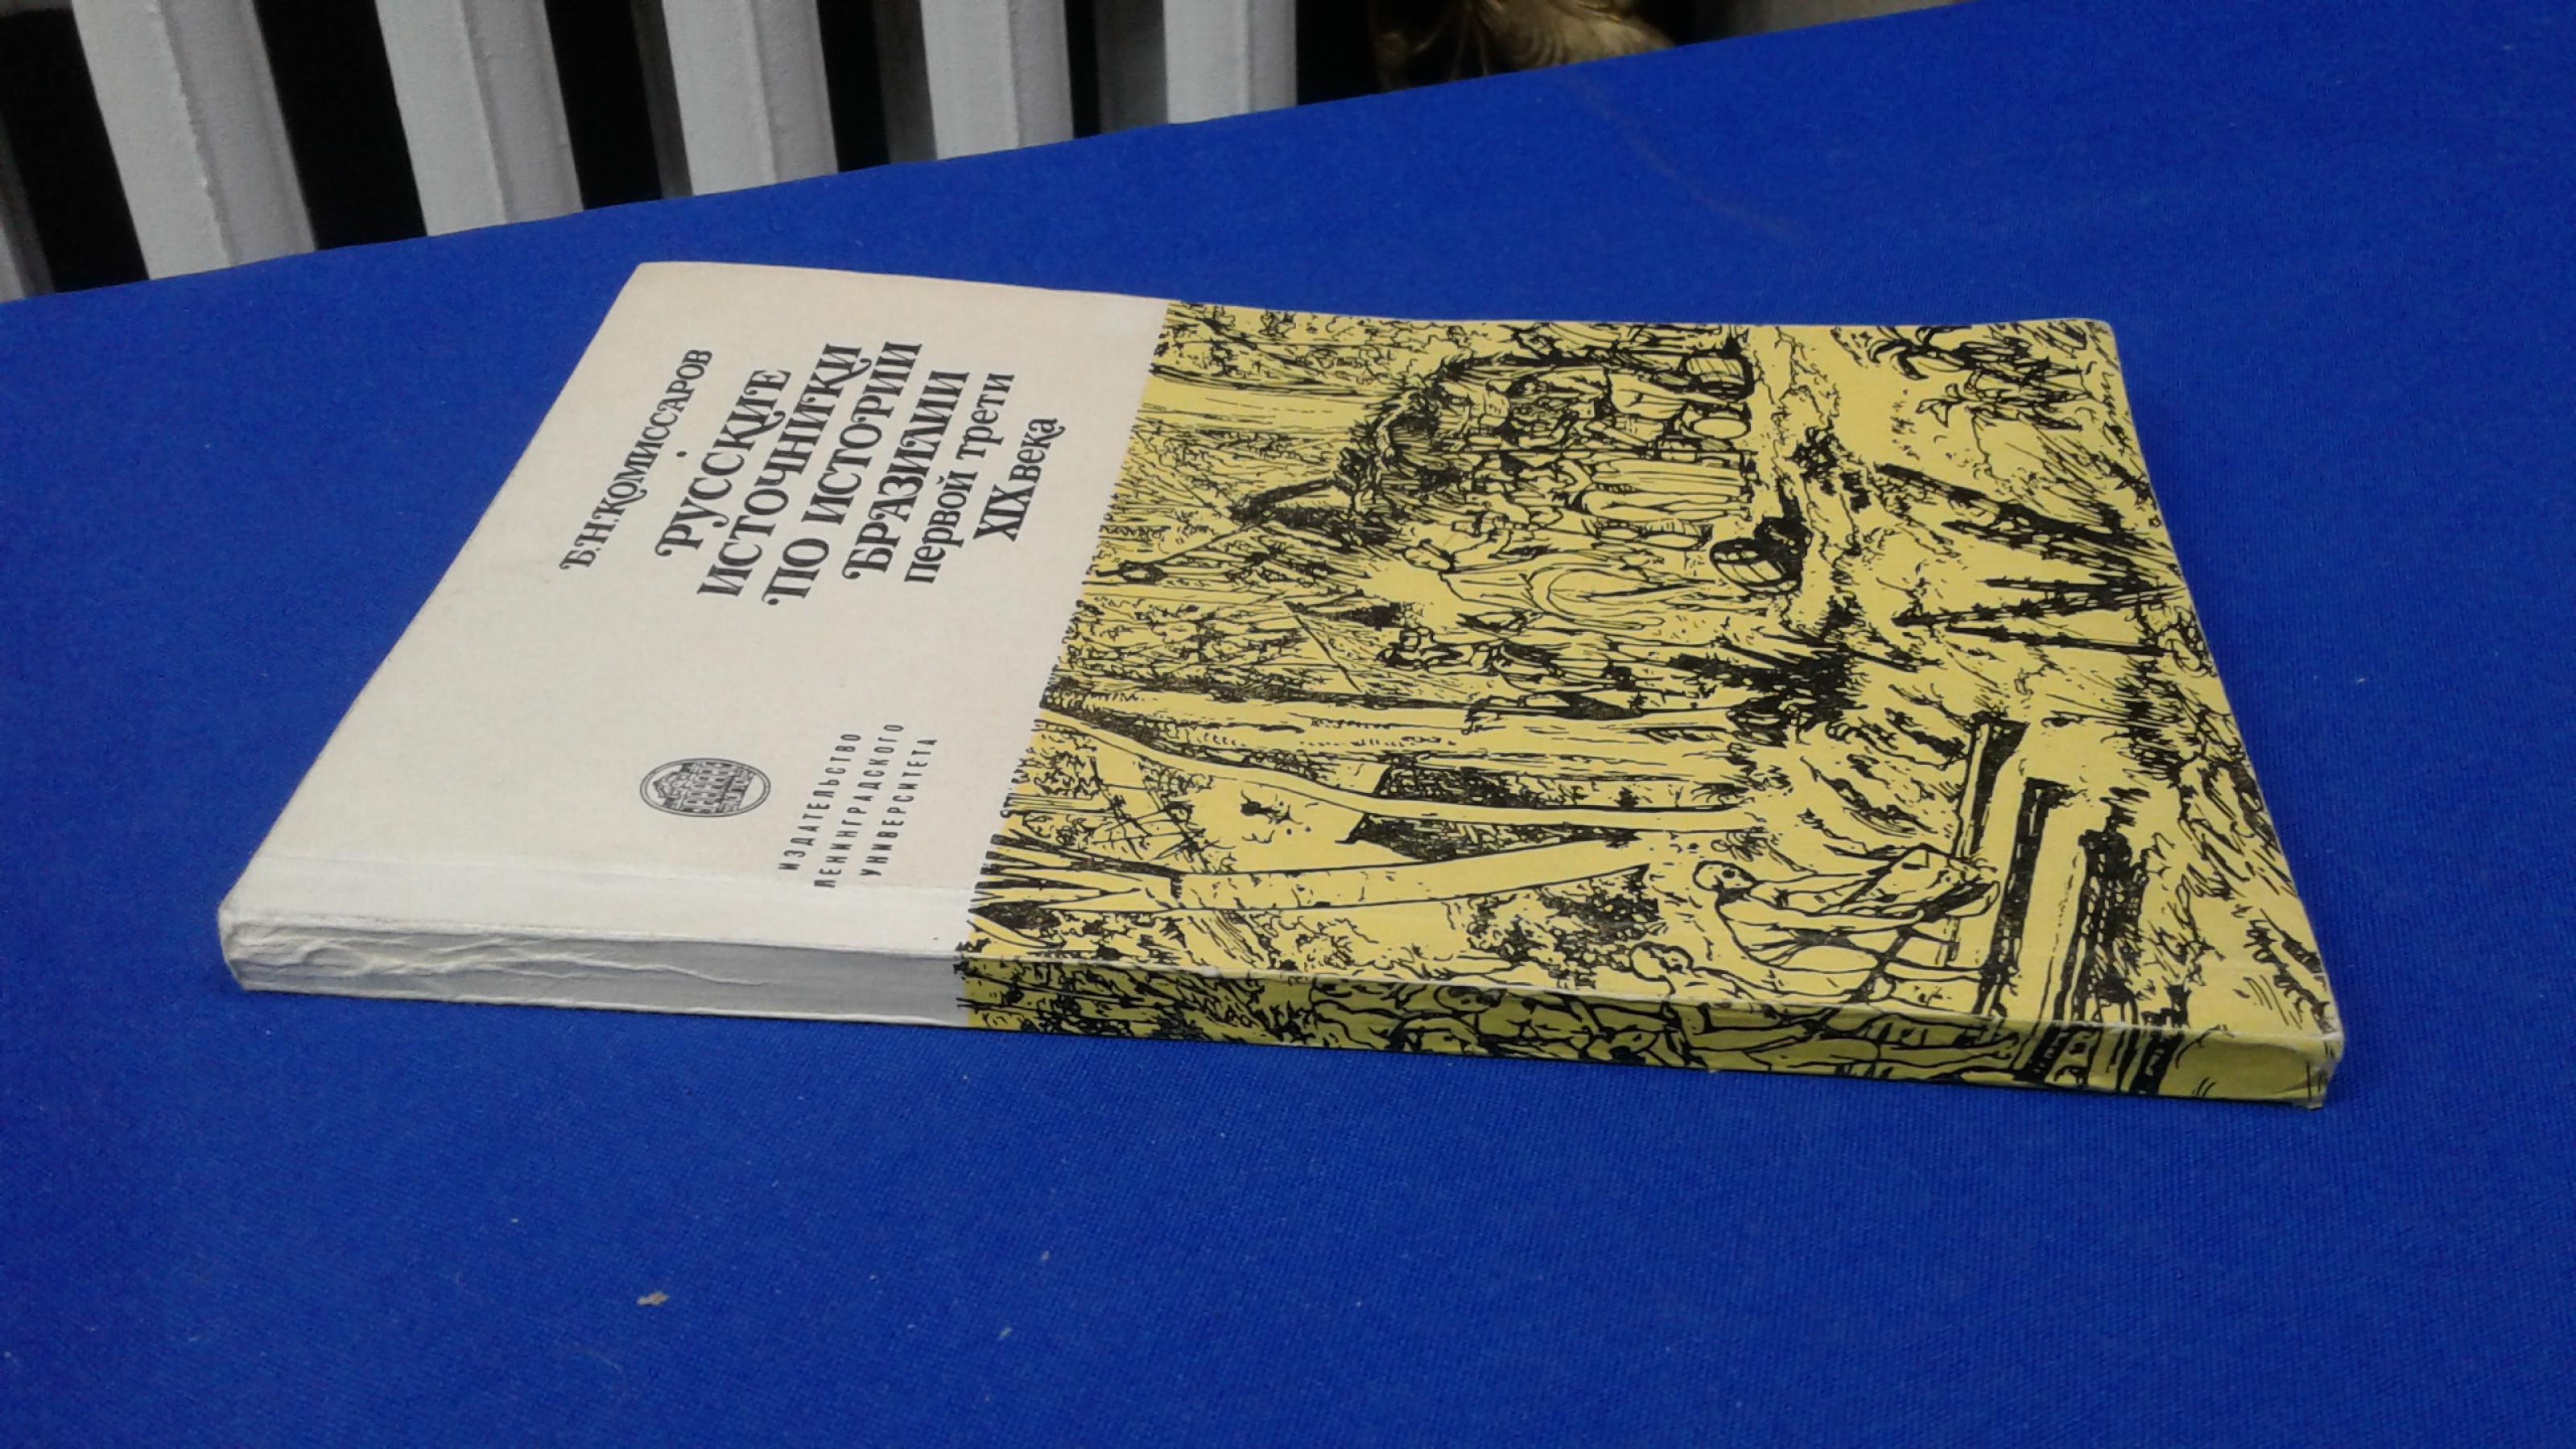 Б.Н.КОМИССАРОВ
РУССКИЕ
ИСТОЧНИКИ
ПО ИСТОРИИ
БРАЗИЛИИ
первой трети
XIX века
ИЗДАТЕЛЬСТВО
ЛЕНИНГРАДСКОГО
УНИВЕРСИТЕТА